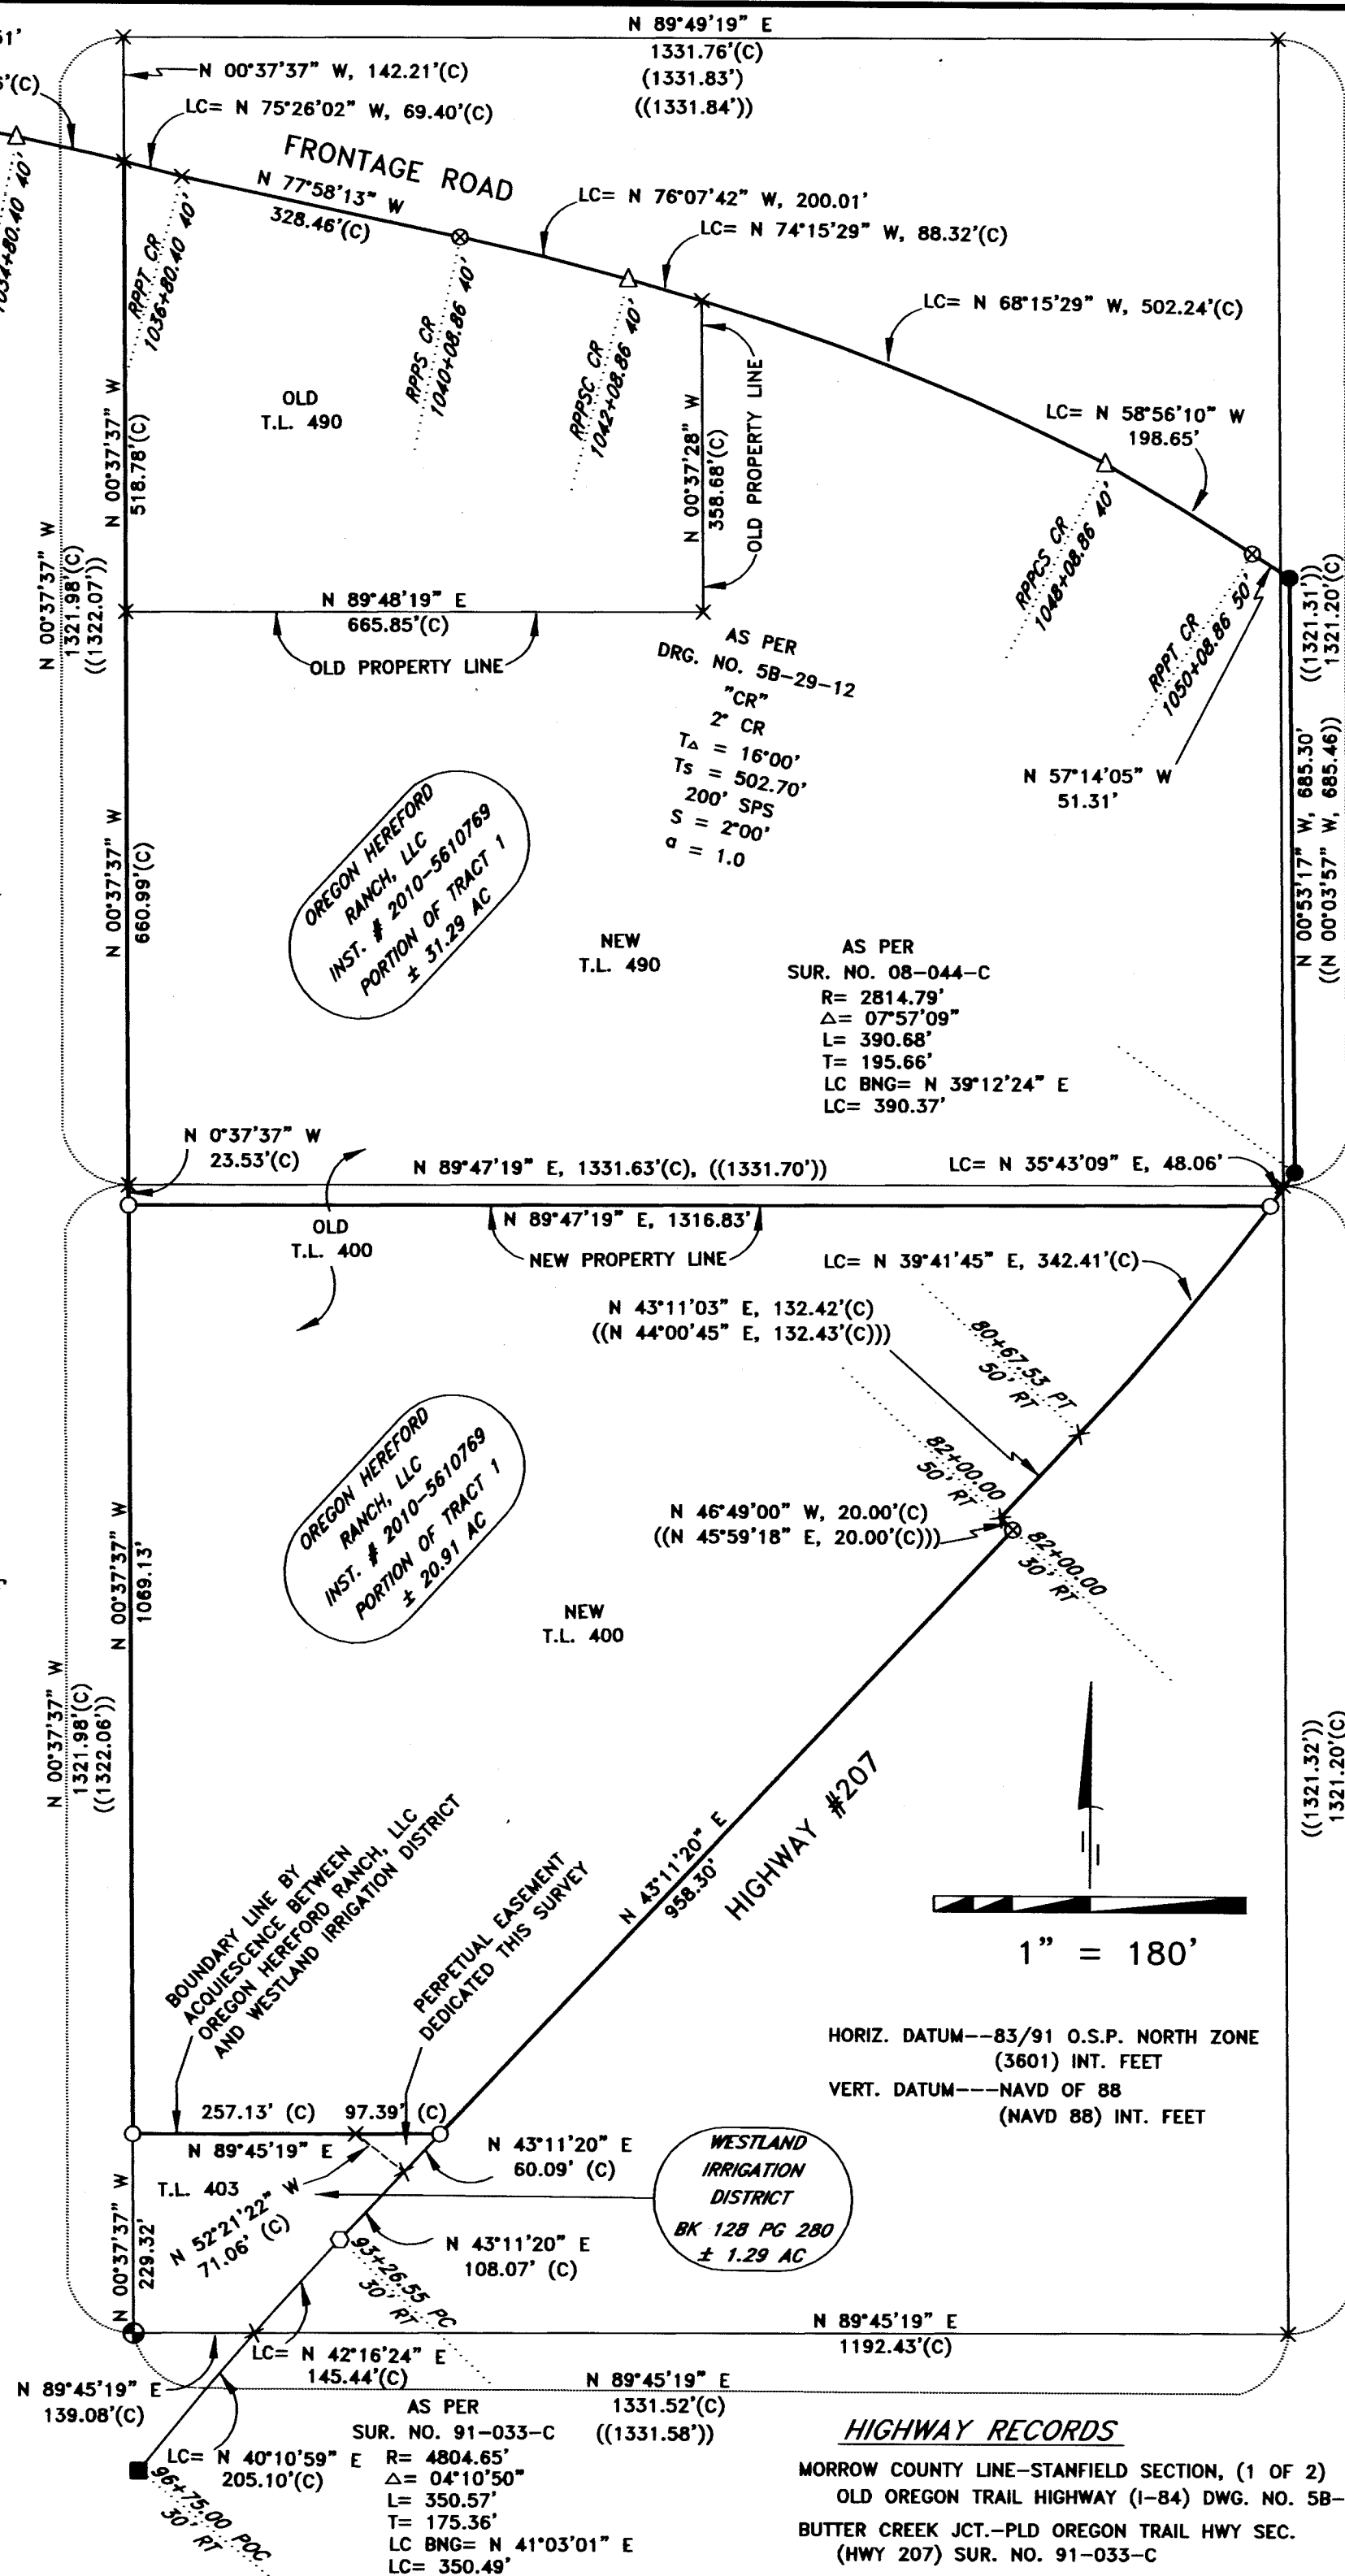 N 89°49'19" E
1331.76'(C)
(1331.83')
((1331.84'))
N 00°37'37" W, 142.21'(C)
LC= N 75°26'02" W, 69.40'(C)
FRONTAGE ROAD
N 77°58'13" W
328.46'(C)
LC= N 76°07'42" W, 200.01'
LC= N 74°15'29" W, 88.32'(C)
LC= N 68°15'29" W, 502.24'(C)
LC= N 58°56'10" W
198.65'
1034+80.40 40'
RPPT CR
1036+80.40 40'
RPPS CR
1040+08.86 40'
RPPSC CR
1042+08.86 40'
RPPCS CR
1048+08.86 40'
RPPT CR
1050+08.86 50'
OLD
T.L. 490
N 00°37'37" W
518.78'(C)
N 00°37'28" W
358.68'(C)
OLD PROPERTY LINE
N 00°37'37" W
1321.98'(C)
((1322.07'))
N 89°48'19" E
665.85'(C)
OLD PROPERTY LINE
((1321.31'))
1321.20'(C)
AS PER
DRG. NO. 5B-29-12
"CR"
2° CR
T△ = 16°00'
Ts = 502.70'
200' SPS
S = 2°00'
a = 1.0
N 57°14'05" W
51.31'
N 00°53'17" W, 685.30'
((N 00°03'57" W, 685.46))
N 00°37'37" W
660.99'(C)
OREGON HEREFORD
RANCH, LLC
INST. # 2010-5610769
PORTION OF TRACT 1
± 31.29 AC
NEW
T.L. 490
AS PER
SUR. NO. 08-044-C
R= 2814.79'
△= 07°57'09"
L= 390.68'
T= 195.66'
LC BNG= N 39°12'24" E
LC= 390.37'
N 0°37'37" W
23.53'(C)
N 89°47'19" E, 1331.63'(C), ((1331.70'))
LC= N 35°43'09" E, 48.06'
OLD
T.L. 400
N 89°47'19" E, 1316.83'
NEW PROPERTY LINE
LC= N 39°41'45" E, 342.41'(C)
N 43°11'03" E, 132.42'(C)
((N 44°00'45" E, 132.43'(C)))
80+67.53 PT
50' RT
82+00.00
50' RT
N 46°49'00" W, 20.00'(C)
((N 45°59'18" E, 20.00'(C)))
82+00.00
30' RT
OREGON HEREFORD
RANCH, LLC
INST. # 2010-5610769
PORTION OF TRACT 1
± 20.91 AC
N 00°37'37" W
1069.13'
NEW
T.L. 400
N 00°37'37" W
1321.98'(C)
((1322.06'))
((1321.32'))
1321.20'(C)
N 43°11'20" E
958.30'
HIGHWAY #207
1" = 180'
BOUNDARY LINE BY
ACQUIESCENCE BETWEEN
OREGON HEREFORD RANCH, LLC
AND WESTLAND IRRIGATION DISTRICT
PERPETUAL EASEMENT
DEDICATED THIS SURVEY
HORIZ. DATUM--83/91 O.S.P. NORTH ZONE
(3601) INT. FEET
VERT. DATUM---NAVD OF 88
(NAVD 88) INT. FEET
257.13' (C)
97.39' (C)
N 89°45'19" E
N 43°11'20" E
60.09' (C)
WESTLAND
IRRIGATION
DISTRICT
BK 128 PG 280
± 1.29 AC
T.L. 403
N 52°21'22" W
71.06' (C)
N 00°37'37" W
229.32'
N 43°11'20" E
108.07' (C)
93+26.55 PC
30' RT
N 89°45'19" E
1192.43'(C)
LC= N 42°16'24" E
145.44'(C)
N 89°45'19" E
139.08'(C)
N 89°45'19" E
1331.52'(C)
((1331.58'))
LC= N 40°10'59" E
205.10'(C)
96+75.00 POC
30' RT
AS PER
SUR. NO. 91-033-C
R= 4804.65'
△= 04°10'50"
L= 350.57'
T= 175.36'
LC BNG= N 41°03'01" E
LC= 350.49'
HIGHWAY RECORDS
MORROW COUNTY LINE-STANFIELD SECTION, (1 OF 2)
OLD OREGON TRAIL HIGHWAY (I-84) DWG. NO. 5B-
BUTTER CREEK JCT.-PLD OREGON TRAIL HWY SEC.
(HWY 207) SUR. NO. 91-033-C